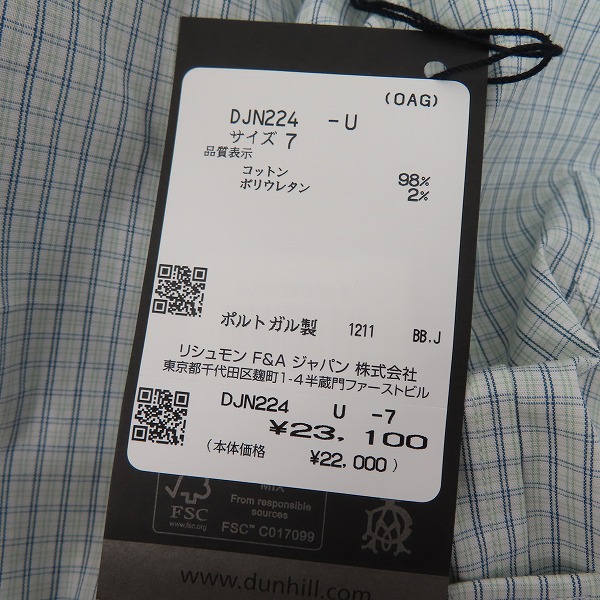 (OAG)
DJN224 -U
サイズ 7
品質表示
コットン 98%
ポリウレタン 2%
ポルトガル製 1211 BB.J
リシュモン F&A ジャパン 株式会社
東京都千代田区麹町1-4半蔵門ファーストビル
DJN224 U -7
¥23,100
(本体価格 ¥22,000)
MIX
From responsible
sources
FSC
www.fsc.org
FSC™ C017099
www.dunhill.com